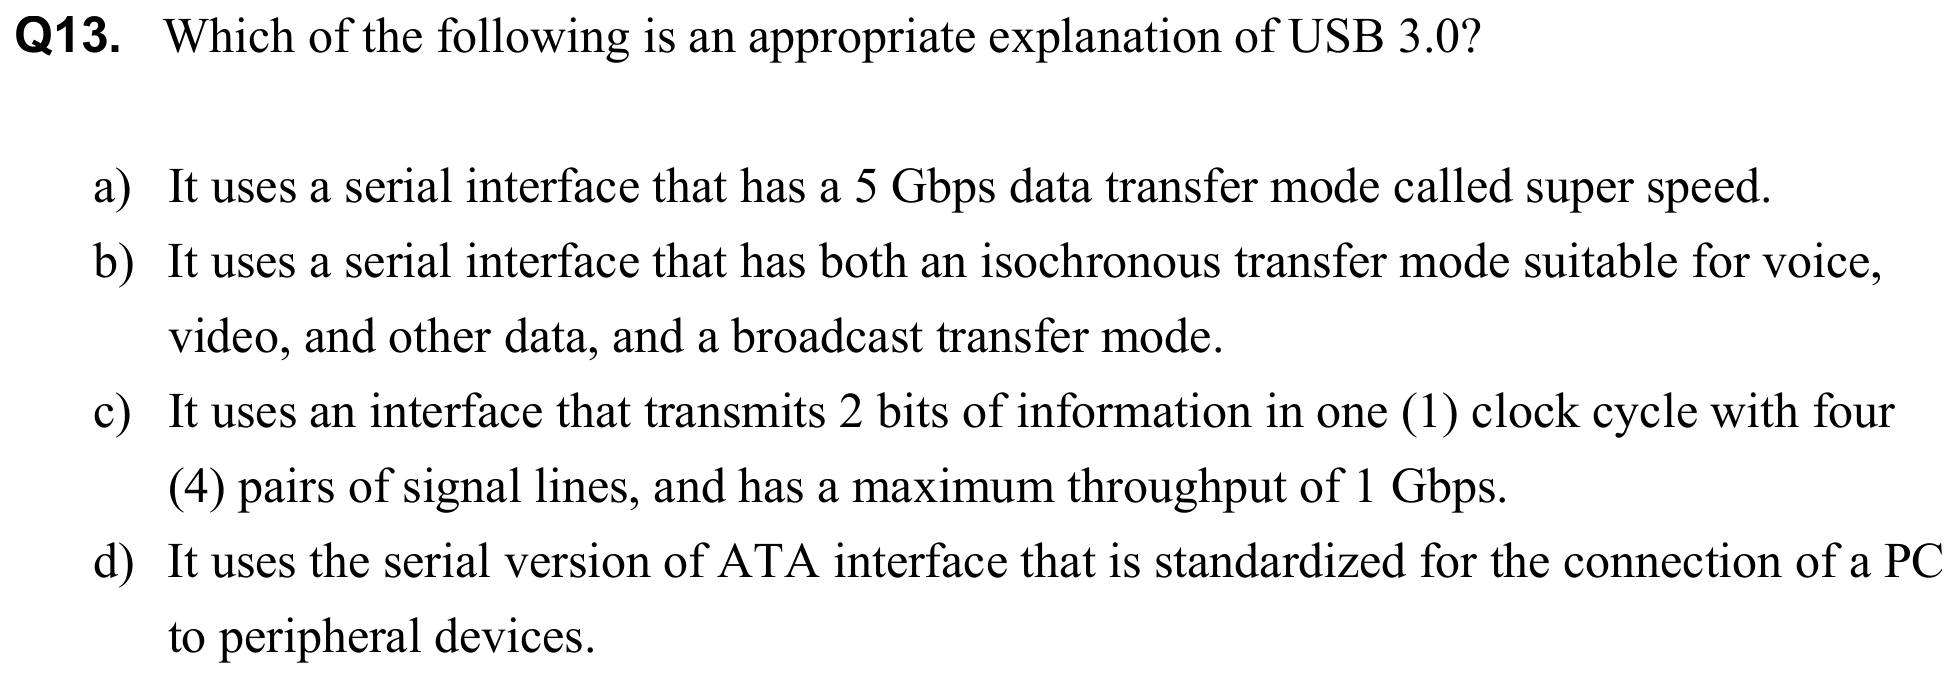 Q13. Which of the following is an appropriate explanation of USB 3.0?
a) It uses a serial interface that has a 5 Gbps data transfer mode called super speed.
b) It uses a serial interface that has both an isochronous transfer mode suitable for voice,
video, and other data, and a broadcast transfer mode.
c) It uses an interface that transmits 2 bits of information in one (1) clock cycle with four
(4) pairs of signal lines, and has a maximum throughput of 1 Gbps.
d) It uses the serial version of ATA interface that is standardized for the connection of a PC
to peripheral devices.